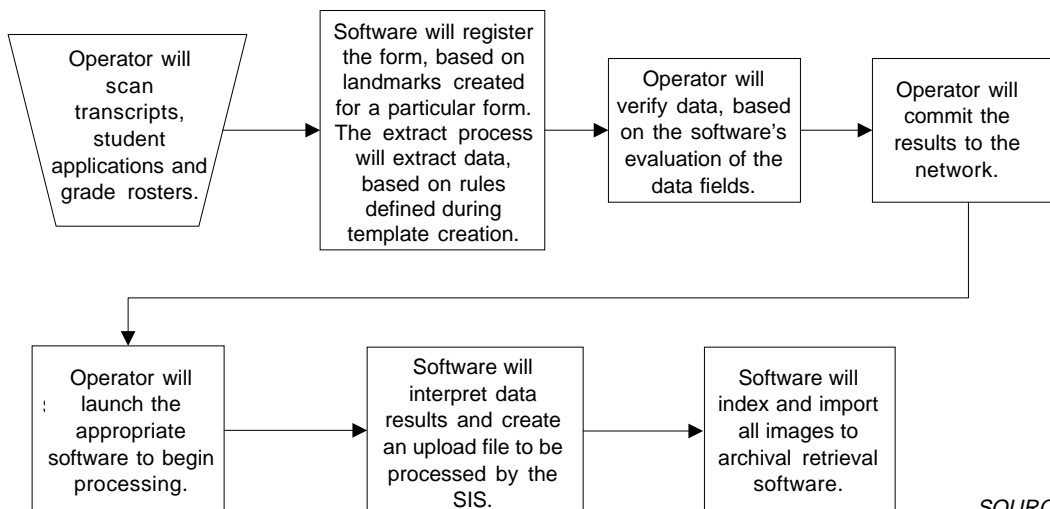 Operator will
scan
transcripts,
student
applications and
grade rosters.
Software will register
the form, based on
landmarks created
for a particular form.
The extract process
will extract data,
based on rules
defined during
template creation.
Operator will
verify data, based
on the software's
evaluation of the
data fields.
Operator will
commit the
results to the
network.
Operator will
launch the
appropriate
software to begin
processing.
Software will
interpret data
results and create
an upload file to be
processed by the
SIS.
Software will
index and import
all images to
archival retrieval
software.